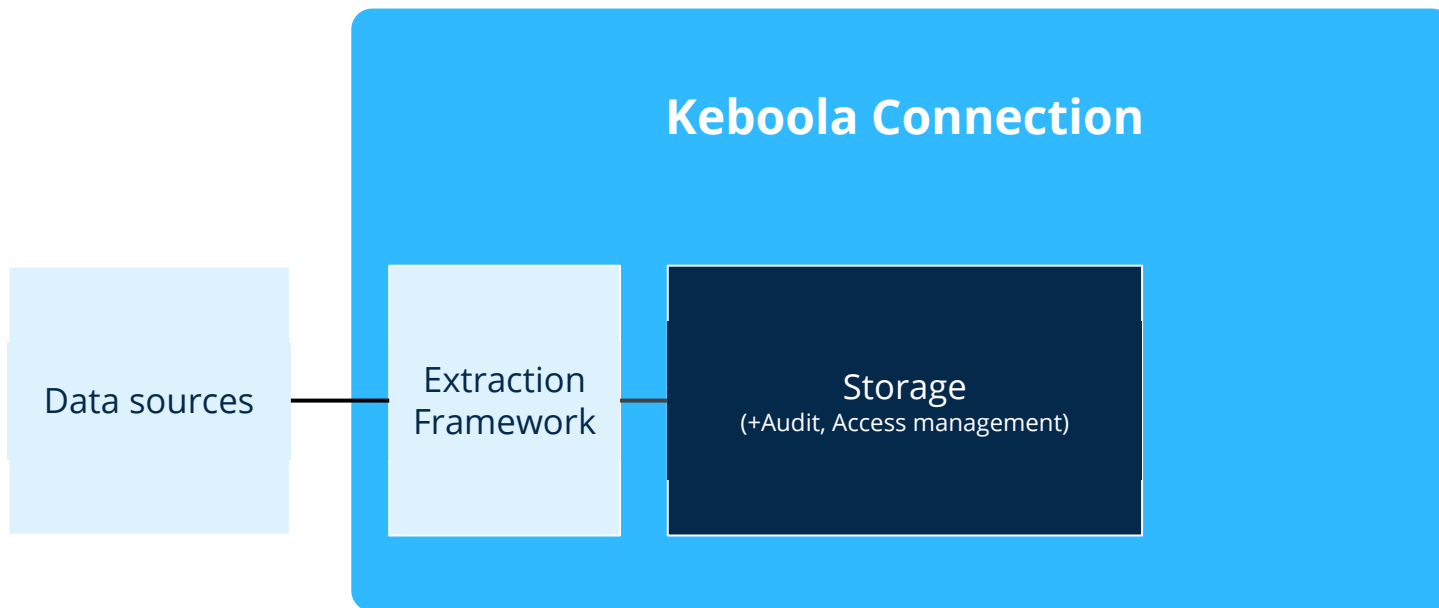 Keboola Connection
Data sources
Extraction
Framework
Storage
(+Audit, Access management)